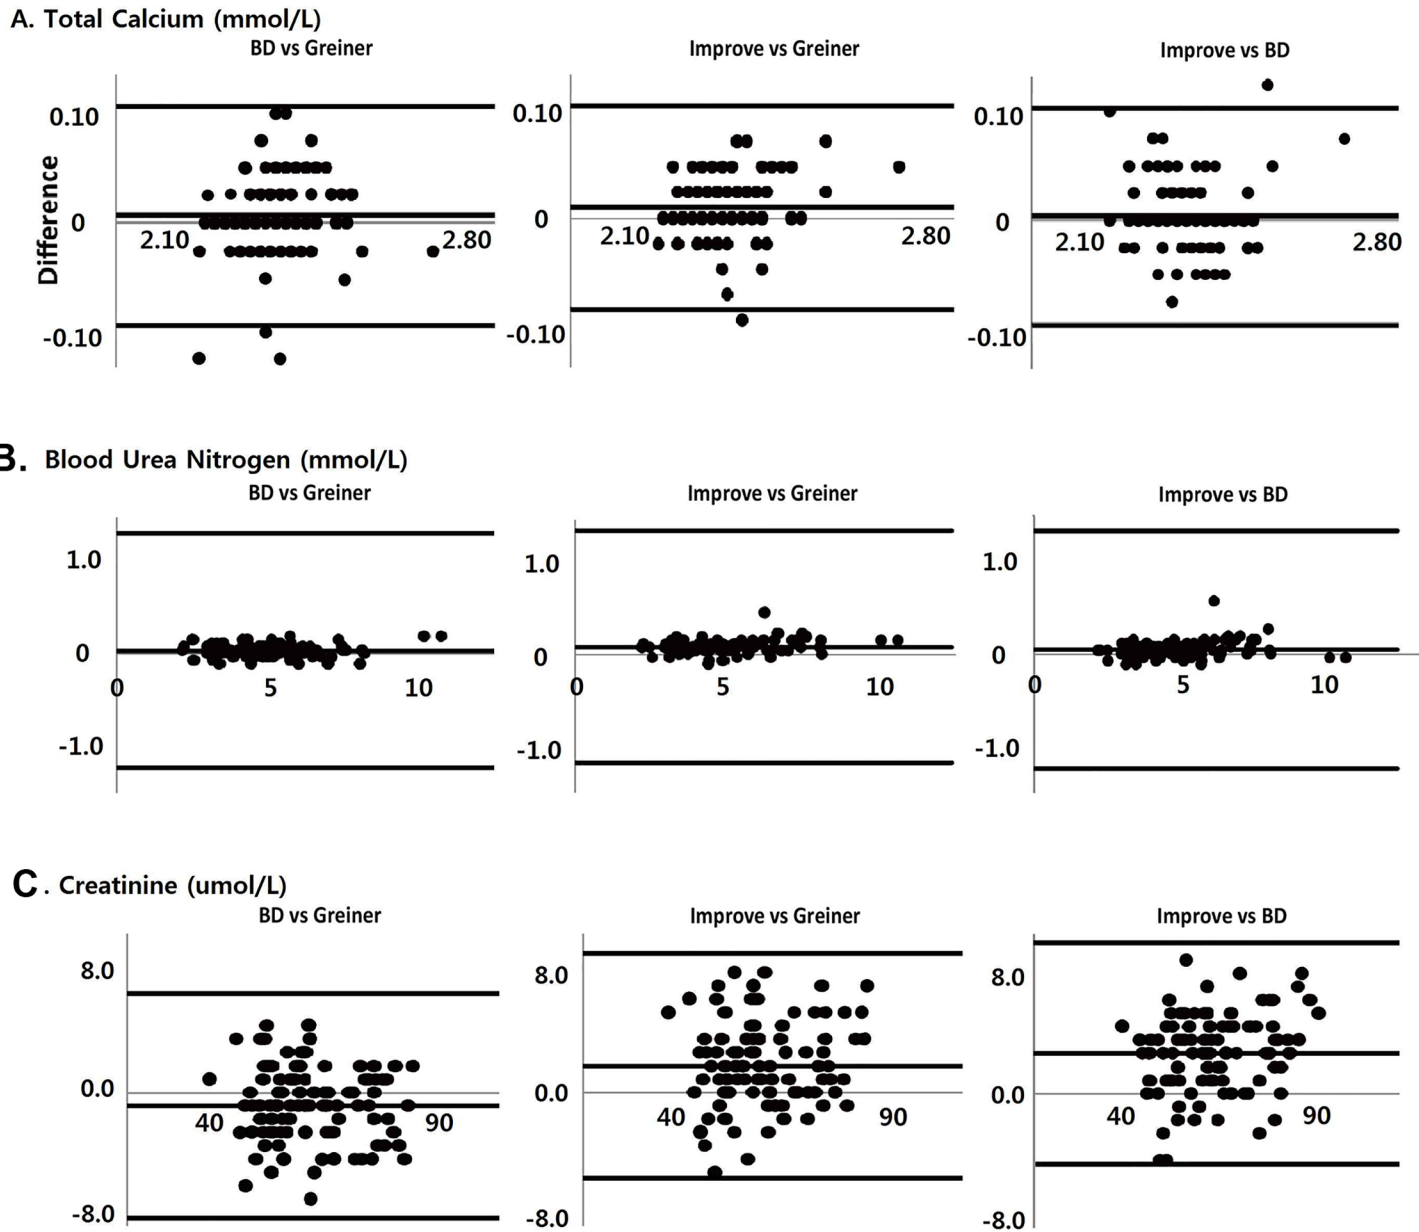 A. Total Calcium (mmol/L)
BD vs Greiner
Improve vs Greiner
Improve vs BD
Difference
0.10
0
-0.10
2.10
2.80
0.10
0
-0.10
2.10
2.80
0.10
0
-0.10
2.10
2.80
B. Blood Urea Nitrogen (mmol/L)
BD vs Greiner
Improve vs Greiner
Improve vs BD
1.0
0
-1.0
0 5 10
1.0
0
-1.0
0 5 10
1.0
0
-1.0
0 5 10
C. Creatinine (umol/L)
BD vs Greiner
Improve vs Greiner
Improve vs BD
8.0
0.0
-8.0
40 90
8.0
0.0
-8.0
40 90
8.0
0.0
-8.0
40 90